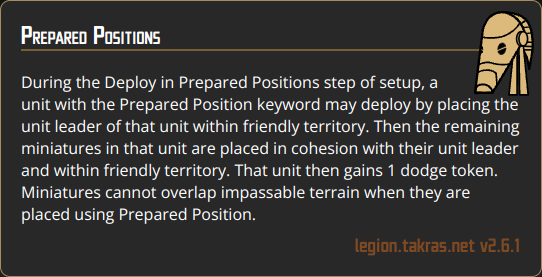 Prepared Positions
During the Deploy in Prepared Positions step of setup, a
unit with the Prepared Position keyword may deploy by placing the
unit leader of that unit within friendly territory. Then the remaining
miniatures in that unit are placed in cohesion with their unit leader
and within friendly territory. That unit then gains 1 dodge token.
Miniatures cannot overlap impassable terrain when they are
placed using Prepared Position.
legion.takras.net v2.6.1